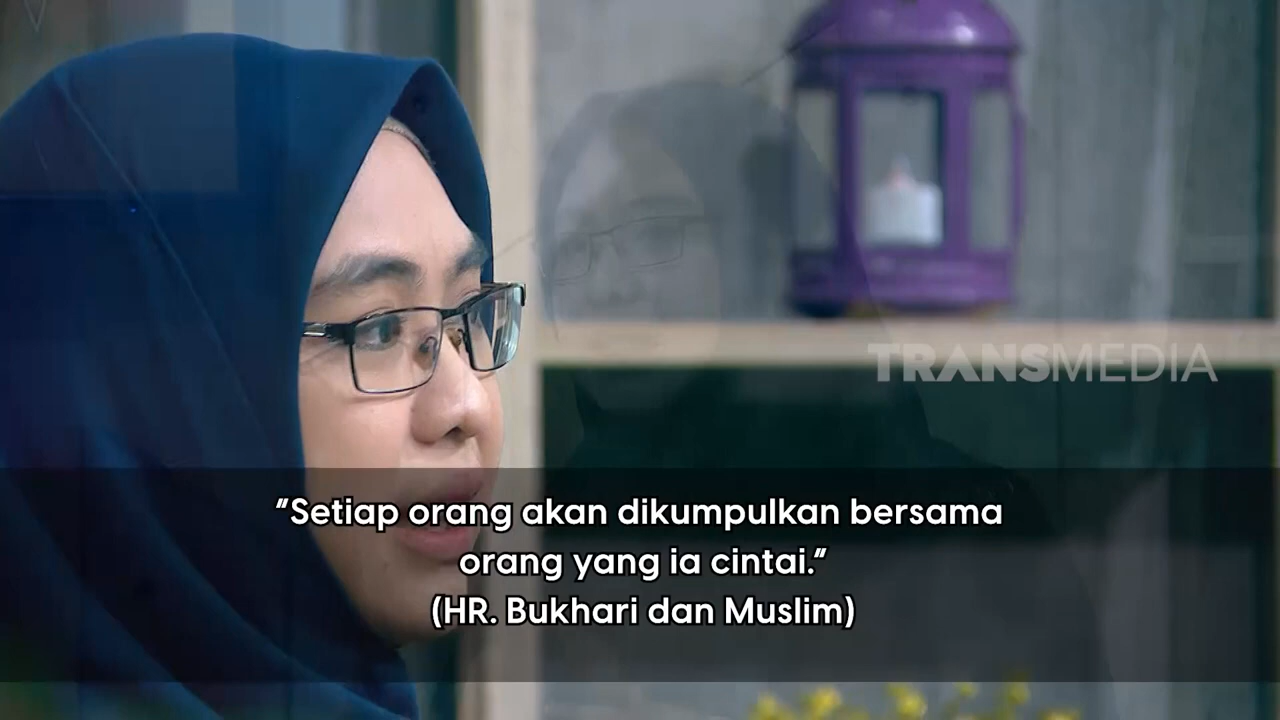 TRANSMEDIA
"Setiap orang akan dikumpulkan bersama
orang yang ia cintai."
(HR. Bukhari dan Muslim)